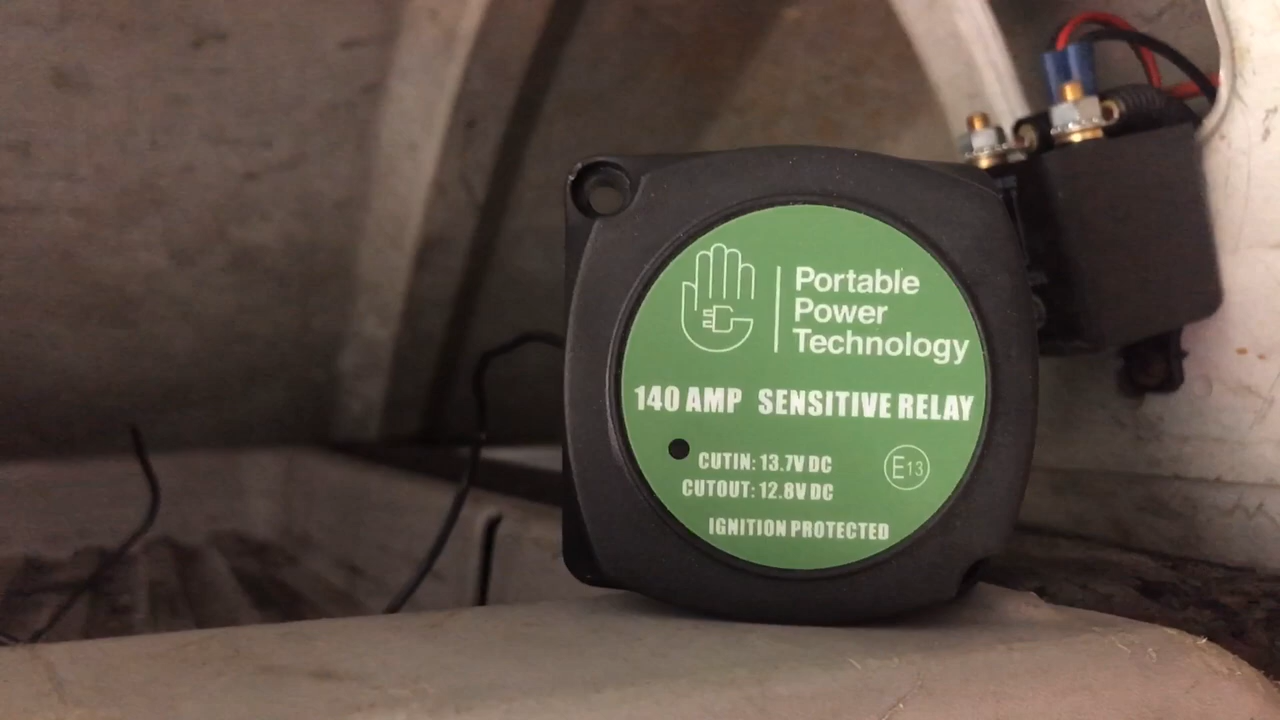 Portable
Power
Technology
140 AMP SENSITIVE RELAY
CUTIN: 13.7V DC
E13
CUTOUT: 12.8V DC
IGNITION PROTECTED